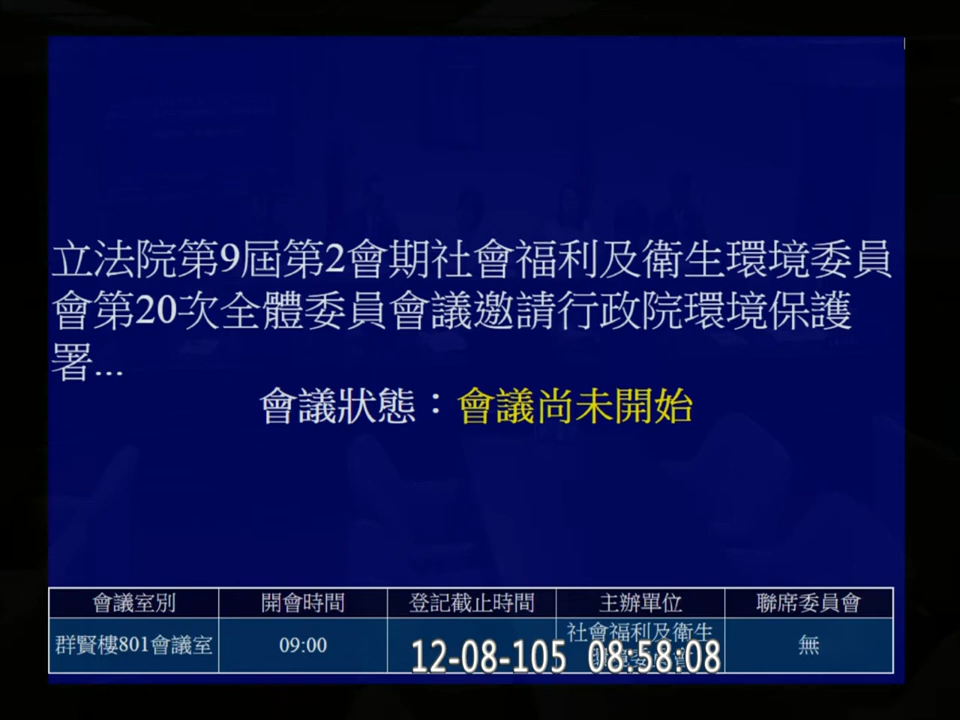 立法院第9屆第2會期社會福利及衛生環境委員
會第20次全體委員會議邀請行政院環境保護
署...
會議狀態：會議尚未開始
會議室別 開會時間 登記截止時間 主辦單位 聯席委員會
社會福利及衛生
群賢樓801會議室 09:00 無
12-08-105 08:58:08